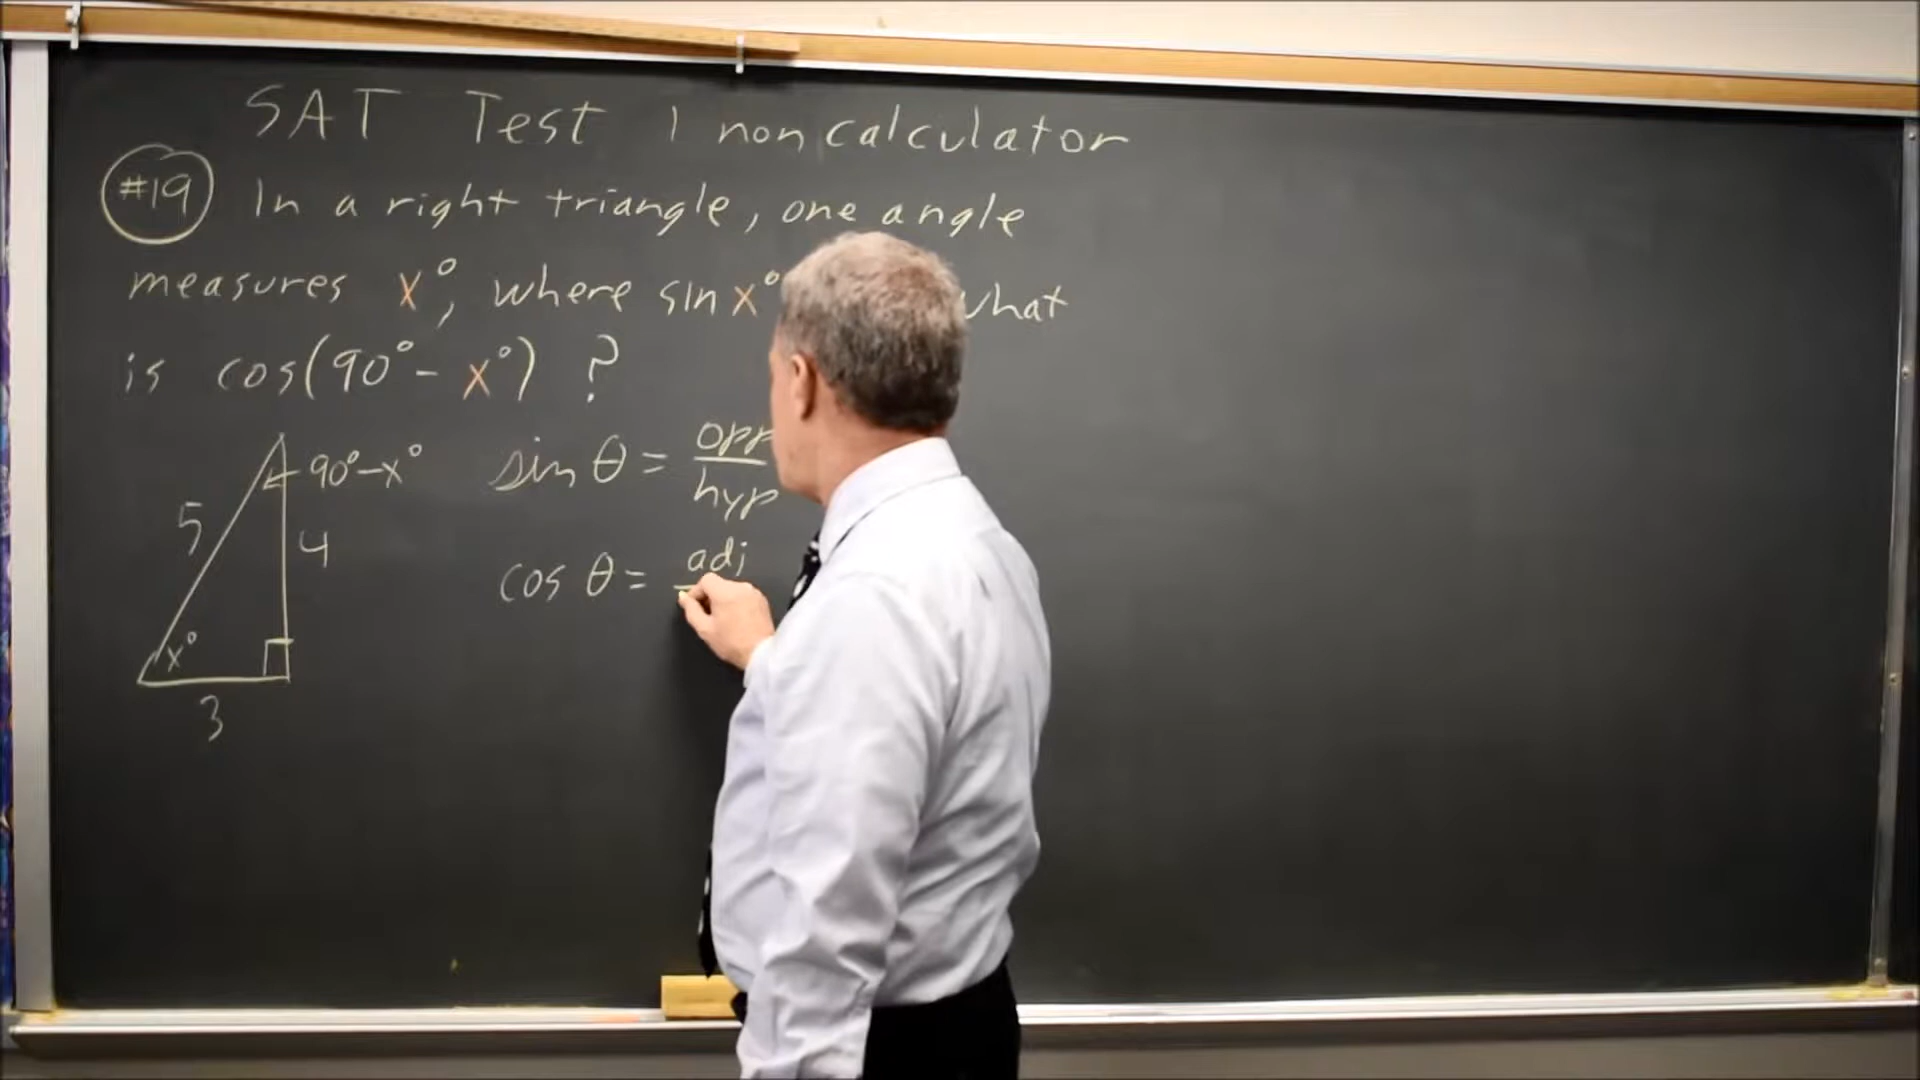 SAT Test 1 noncalculator
#19 In a right triangle, one angle
measures x°, where sin x° what
is cos(90° - x°) ?
90°-x°
sin θ = opp/hyp
5
4
cos θ = adj
x°
3